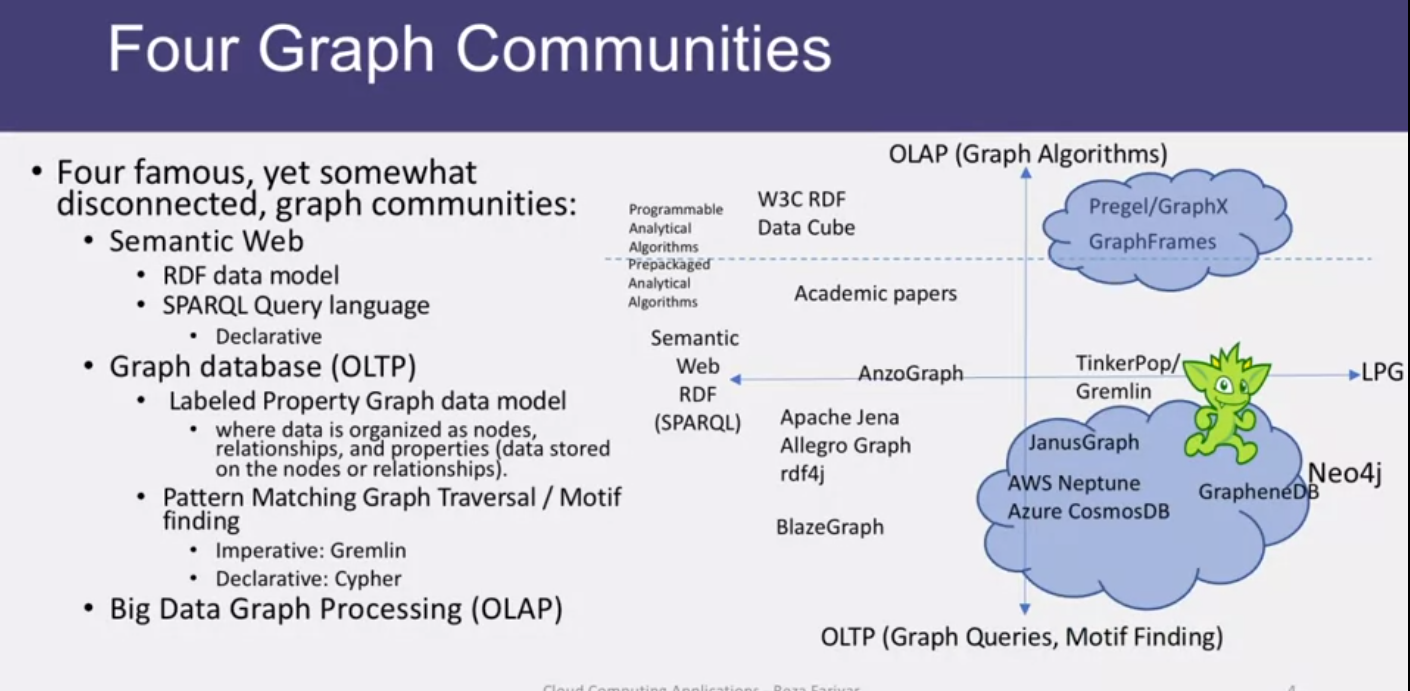 Four Graph Communities
• Four famous, yet somewhat
disconnected, graph communities:
• Semantic Web
• RDF data model
• SPARQL Query language
• Declarative
• Graph database (OLTP)
• Labeled Property Graph data model
• where data is organized as nodes,
relationships, and properties (data stored
on the nodes or relationships).
• Pattern Matching Graph Traversal / Motif
finding
• Imperative: Gremlin
• Declarative: Cypher
• Big Data Graph Processing (OLAP)
OLAP (Graph Algorithms)
Programmable
Analytical
Algorithms
W3C RDF
Data Cube
Pregel/GraphX
GraphFrames
Prepackaged
Analytical
Algorithms
Academic papers
Semantic
Web
RDF
(SPARQL)
AnzoGraph
TinkerPop/
Gremlin
LPG
Apache Jena
Allegro Graph
rdf4j
BlazeGraph
JanusGraph
AWS Neptune
Azure CosmosDB
GrapheneDB
Neo4j
OLTP (Graph Queries, Motif Finding)
Cloud Computing Applications - Reza Farivar
4